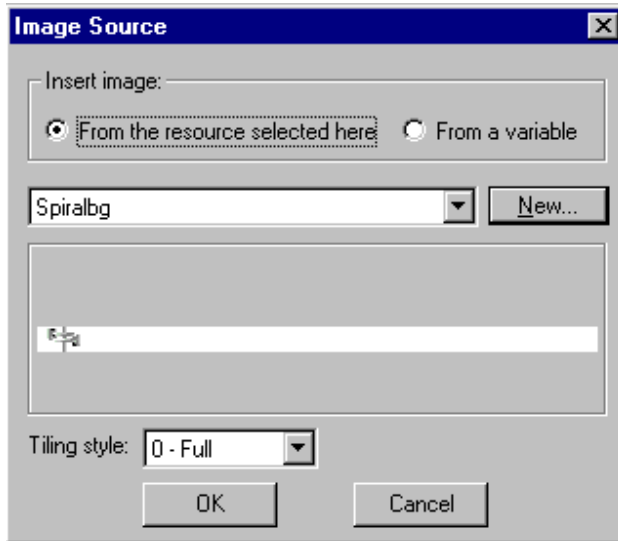 Image Source
Insert image:
From the resource selected here From a variable
Spiralbg New...
Tiling style: 0 - Full
OK Cancel